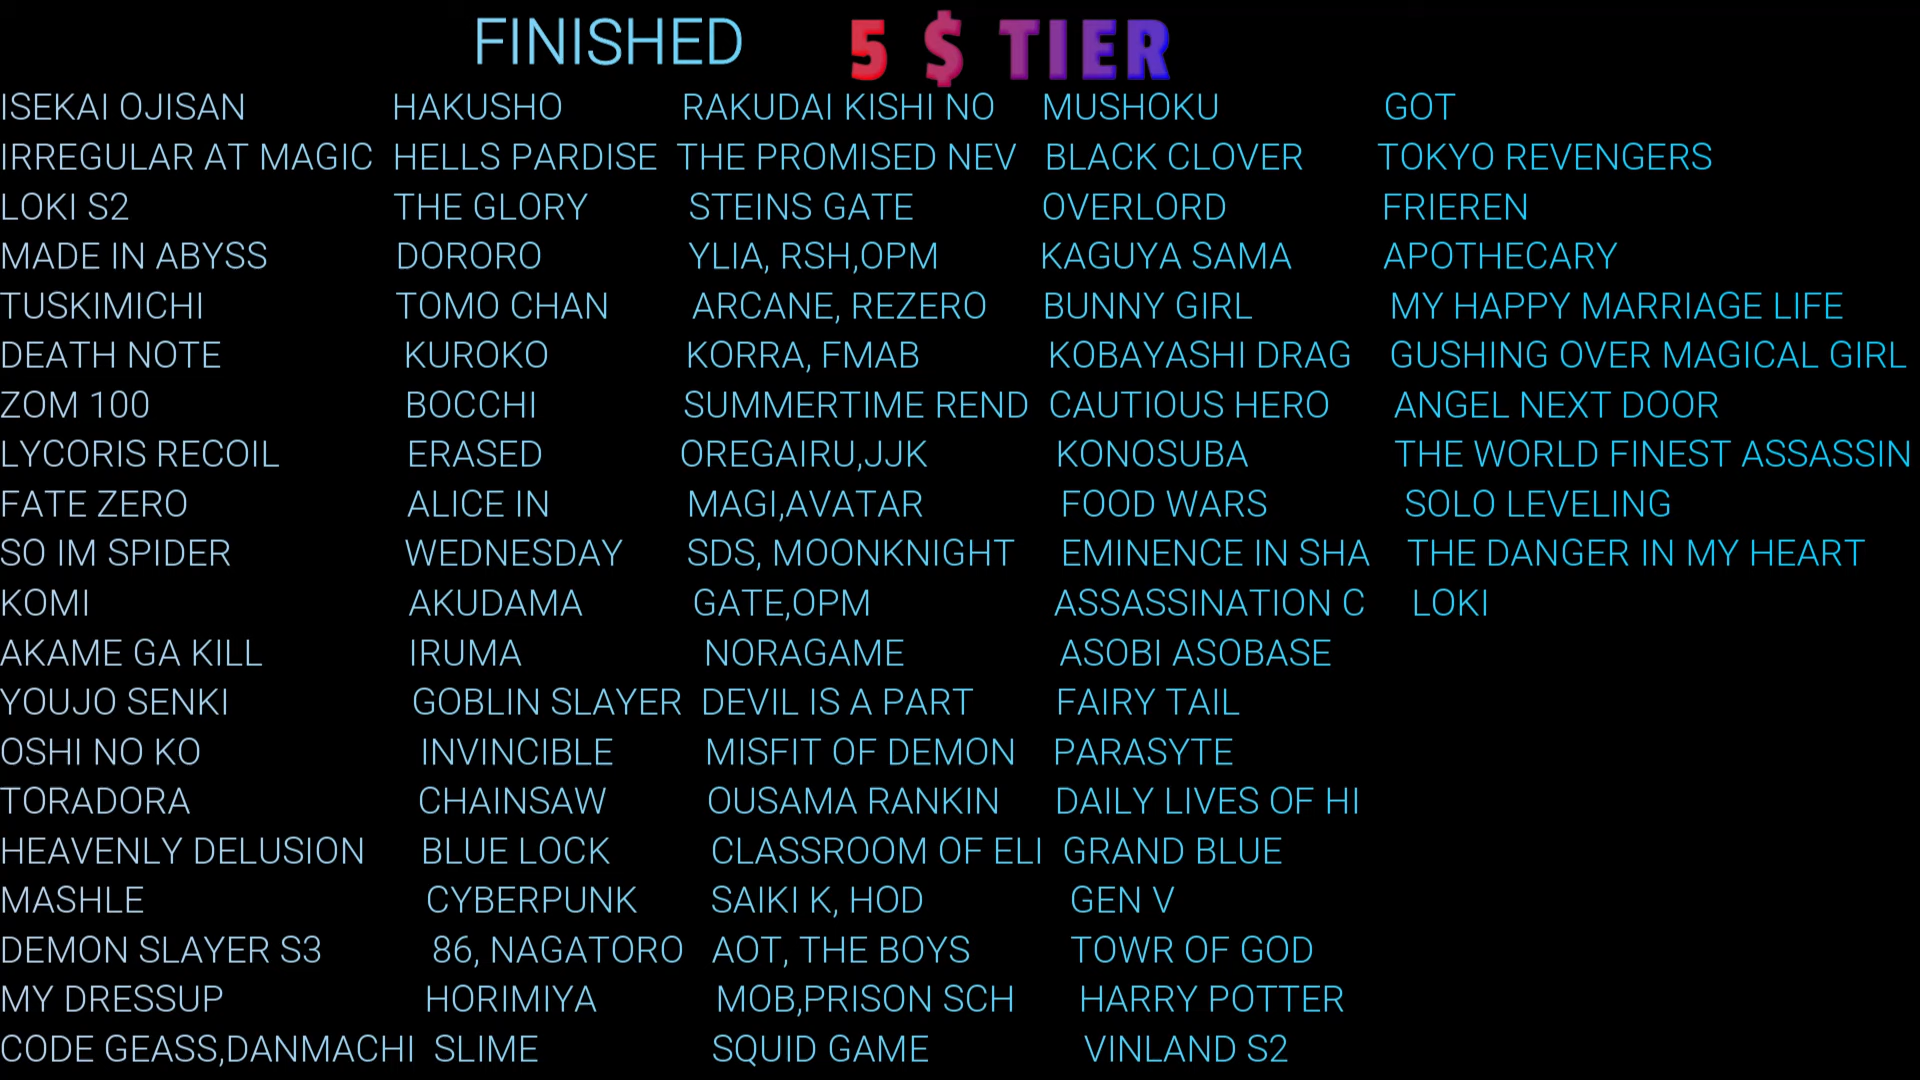 FINISHED 5 $ TIER
ISEKAI OJISAN HAKUSHO RAKUDAI KISHI NO MUSHOKU GOT
IRREGULAR AT MAGIC HELLS PARDISE THE PROMISED NEV BLACK CLOVER TOKYO REVENGERS
LOKI S2 THE GLORY STEINS GATE OVERLORD FRIEREN
MADE IN ABYSS DORORO YLIA, RSH,OPM KAGUYA SAMA APOTHECARY
TUSKIMICHI TOMO CHAN ARCANE, REZERO BUNNY GIRL MY HAPPY MARRIAGE LIFE
DEATH NOTE KUROKO KORRA, FMAB KOBAYASHI DRAG GUSHING OVER MAGICAL GIRL
ZOM 100 BOCCHI SUMMERTIME REND CAUTIOUS HERO ANGEL NEXT DOOR
LYCORIS RECOIL ERASED OREGAIRU,JJK KONOSUBA THE WORLD FINEST ASSASSIN
FATE ZERO ALICE IN MAGI,AVATAR FOOD WARS SOLO LEVELING
SO IM SPIDER WEDNESDAY SDS, MOONKNIGHT EMINENCE IN SHA THE DANGER IN MY HEART
KOMI AKUDAMA GATE,OPM ASSASSINATION C LOKI
AKAME GA KILL IRUMA NORAGAME ASOBI ASOBASE
YOUJO SENKI GOBLIN SLAYER DEVIL IS A PART FAIRY TAIL
OSHI NO KO INVINCIBLE MISFIT OF DEMON PARASYTE
TORADORA CHAINSAW OUSAMA RANKIN DAILY LIVES OF HI
HEAVENLY DELUSION BLUE LOCK CLASSROOM OF ELI GRAND BLUE
MASHLE CYBERPUNK SAIKI K, HOD GEN V
DEMON SLAYER S3 86, NAGATORO AOT, THE BOYS TOWR OF GOD
MY DRESSUP HORIMIYA MOB,PRISON SCH HARRY POTTER
CODE GEASS,DANMACHI SLIME SQUID GAME VINLAND S2